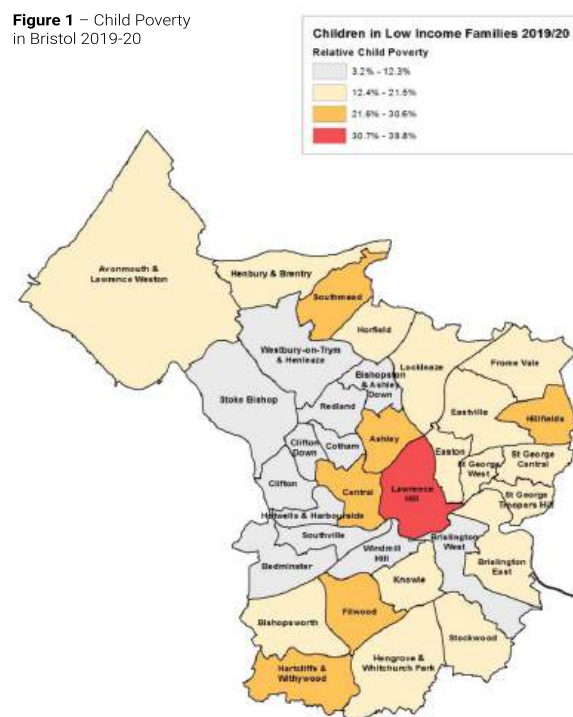 Figure 1 – Child Poverty
in Bristol 2019-20
Children in Low Income Families 2019/20
Relative Child Poverty
3.2% - 12.3%
12.4% - 21.5%
21.6% - 30.6%
30.7% - 39.8%
Avonmouth &
Lawrence Weston
Henbury & Brentry
Southmead
Horfield
Westbury-on-Trym
& Henleaze
Lockleaze
Frome Vale
Bishopston
& Ashley
Down
Stoke Bishop
Redland
Eastville
Hillfields
Clifton
Down
Cotham
Ashley
Easton
St George
West
St George
Central
Clifton
Central
Lawrence
Hill
St George
Troopers Hill
Hotwells & Harbourside
Southville
Brislington
West
Windmill
Hill
Bedminster
Brislington
East
Knowle
Filwood
Bishopsworth
Stockwood
Hengrove &
Whitchurch Park
Hartcliffe &
Withywood